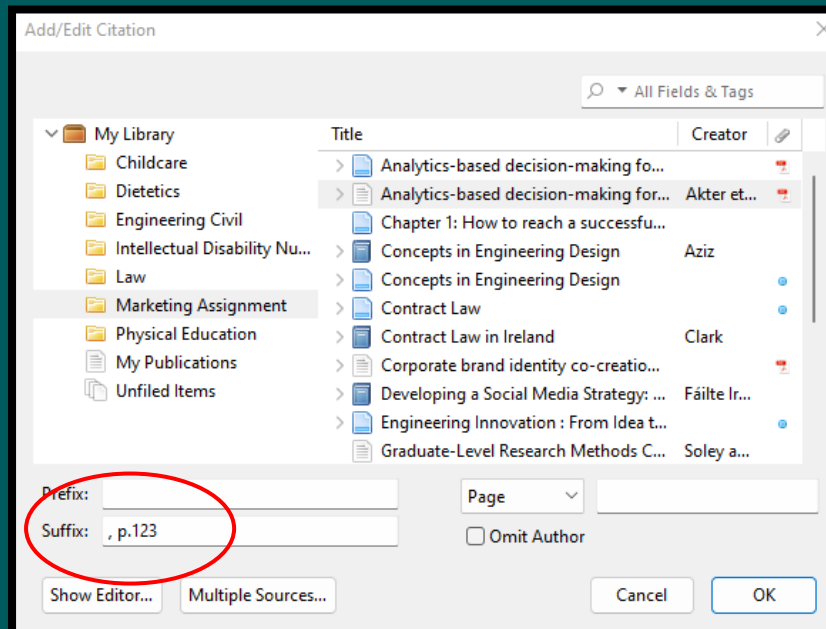 Add/Edit Citation
All Fields & Tags
My Library
Childcare
Dietetics
Engineering Civil
Intellectual Disability Nu...
Law
Marketing Assignment
Physical Education
My Publications
Unfiled Items
Title Creator
Analytics-based decision-making fo...
Analytics-based decision-making for... Akter et...
Chapter 1: How to reach a successfu...
Concepts in Engineering Design Aziz
Concepts in Engineering Design
Contract Law
Contract Law in Ireland Clark
Corporate brand identity co-creatio...
Developing a Social Media Strategy: ... Fáilte Ir...
Engineering Innovation : From Idea t...
Graduate-Level Research Methods C... Soley a...
Prefix: Page
Suffix: , p.123 Omit Author
Show Editor... Multiple Sources... Cancel OK